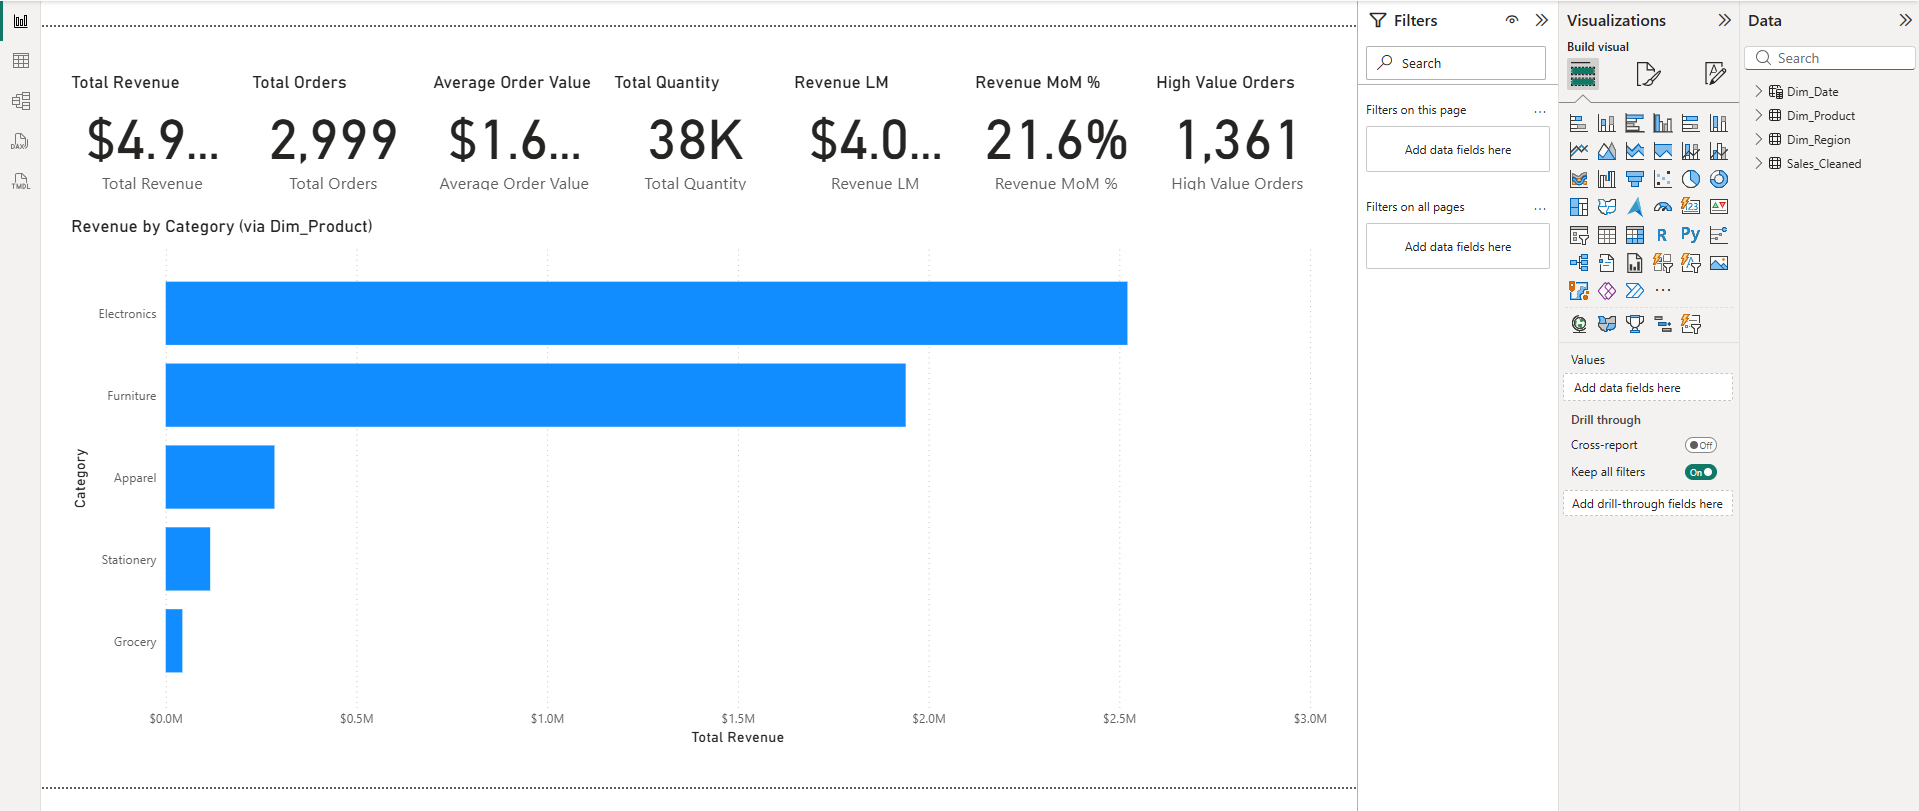 Total Revenue
Total Orders
Average Order Value
Total Quantity
Revenue LM
Revenue MoM %
High Value Orders
$4.9...
2,999
$1.6...
38K
$4.0...
21.6%
1,361
Total Revenue
Total Orders
Average Order Value
Total Quantity
Revenue LM
Revenue MoM %
High Value Orders
Revenue by Category (via Dim_Product)
Category
Electronics
Furniture
Apparel
Stationery
Grocery
$0.0M
$0.5M
$1.0M
$1.5M
$2.0M
$2.5M
$3.0M
Total Revenue
DAX
TMDL
Filters
Search
Filters on this page
...
Add data fields here
Filters on all pages
...
Add data fields here
Visualizations
Build visual
123
R
Py
...
Values
Add data fields here
Drill through
Cross-report
Off
Keep all filters
On
Add drill-through fields here
Data
Search
Dim_Date
Dim_Product
Dim_Region
Sales_Cleaned